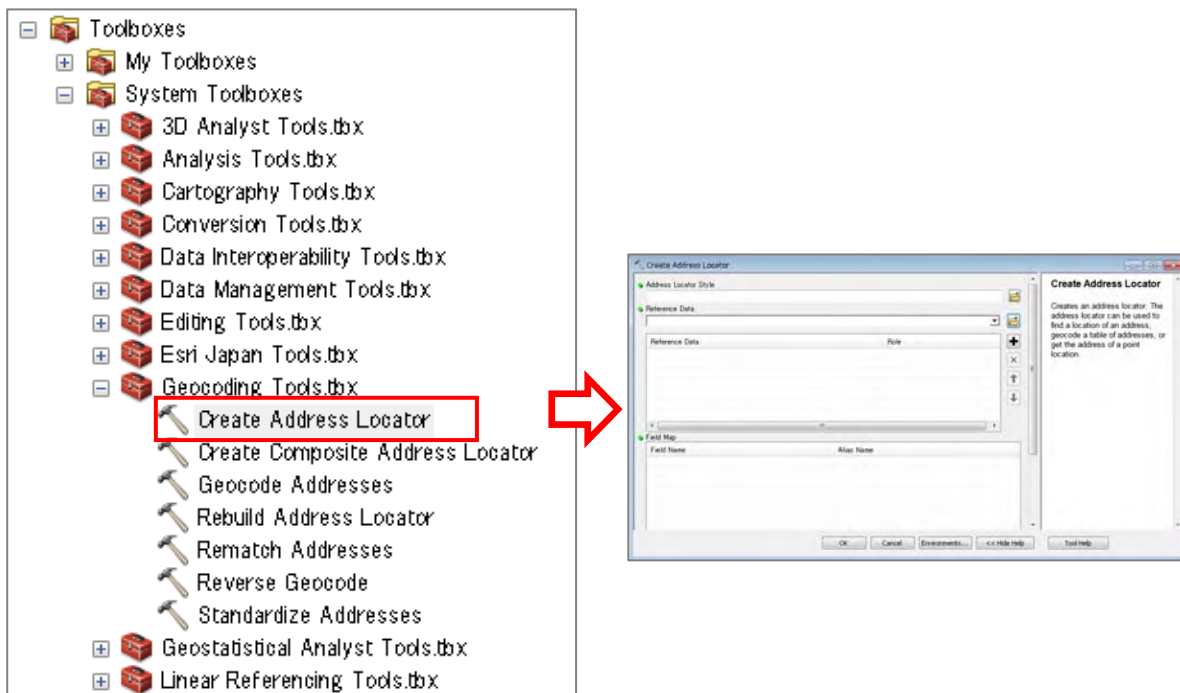 Toolboxes
My Toolboxes
System Toolboxes
3D Analyst Tools.tbx
Analysis Tools.tbx
Cartography Tools.tbx
Conversion Tools.tbx
Data Interoperability Tools.tbx
Data Management Tools.tbx
Editing Tools.tbx
Esri Japan Tools.tbx
Geocoding Tools.tbx
Create Address Locator
Create Composite Address Locator
Geocode Addresses
Rebuild Address Locator
Rematch Addresses
Reverse Geocode
Standardize Addresses
Geostatistical Analyst Tools.tbx
Linear Referencing Tools.tbx
Create Address Locator
Address Locator Style
Reference Data
Reference Data Role
Field Map
Field Name Alias Name
OK Cancel Environments... << Hide Help Tool Help
Create Address Locator
Creates an address locator. The
address locator can be used to
find a location of an address,
geocode a table of addresses, or
get the address of a point
location.